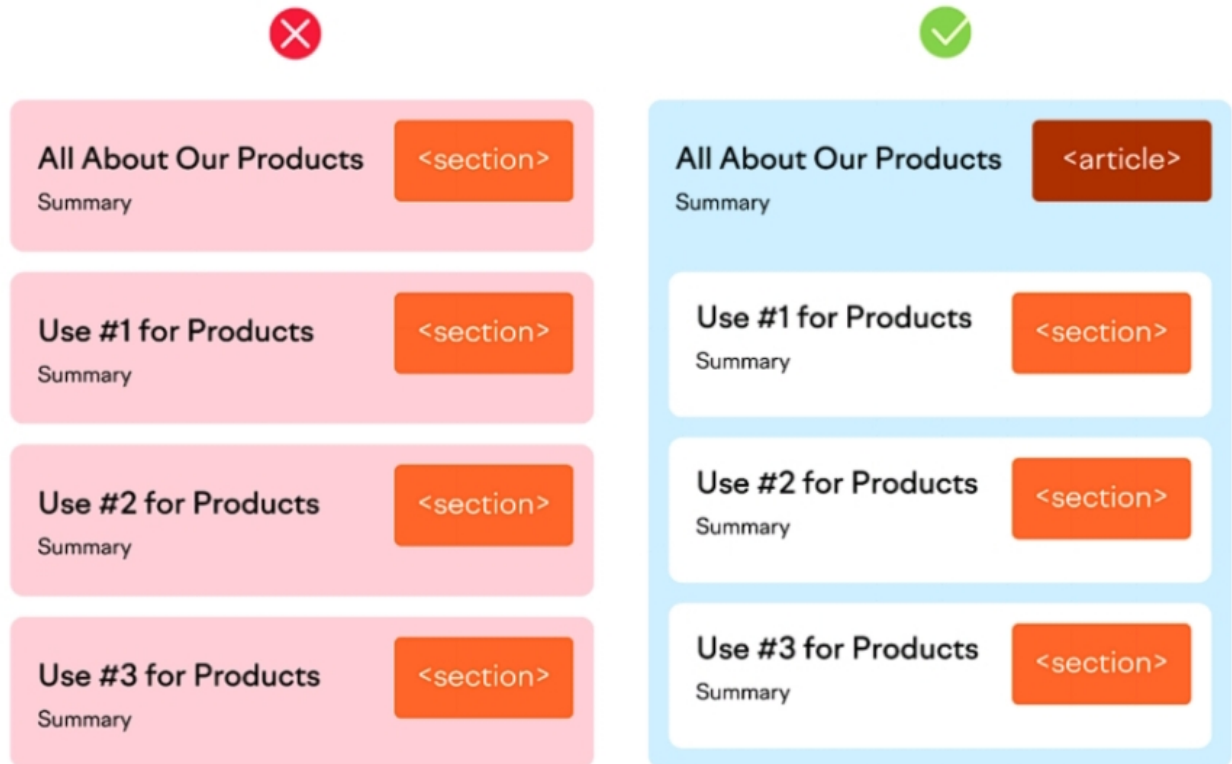 All About Our Products
<section>
Summary
Use #1 for Products
<section>
Summary
Use #2 for Products
<section>
Summary
Use #3 for Products
<section>
Summary
All About Our Products
<article>
Summary
Use #1 for Products
<section>
Summary
Use #2 for Products
<section>
Summary
Use #3 for Products
<section>
Summary